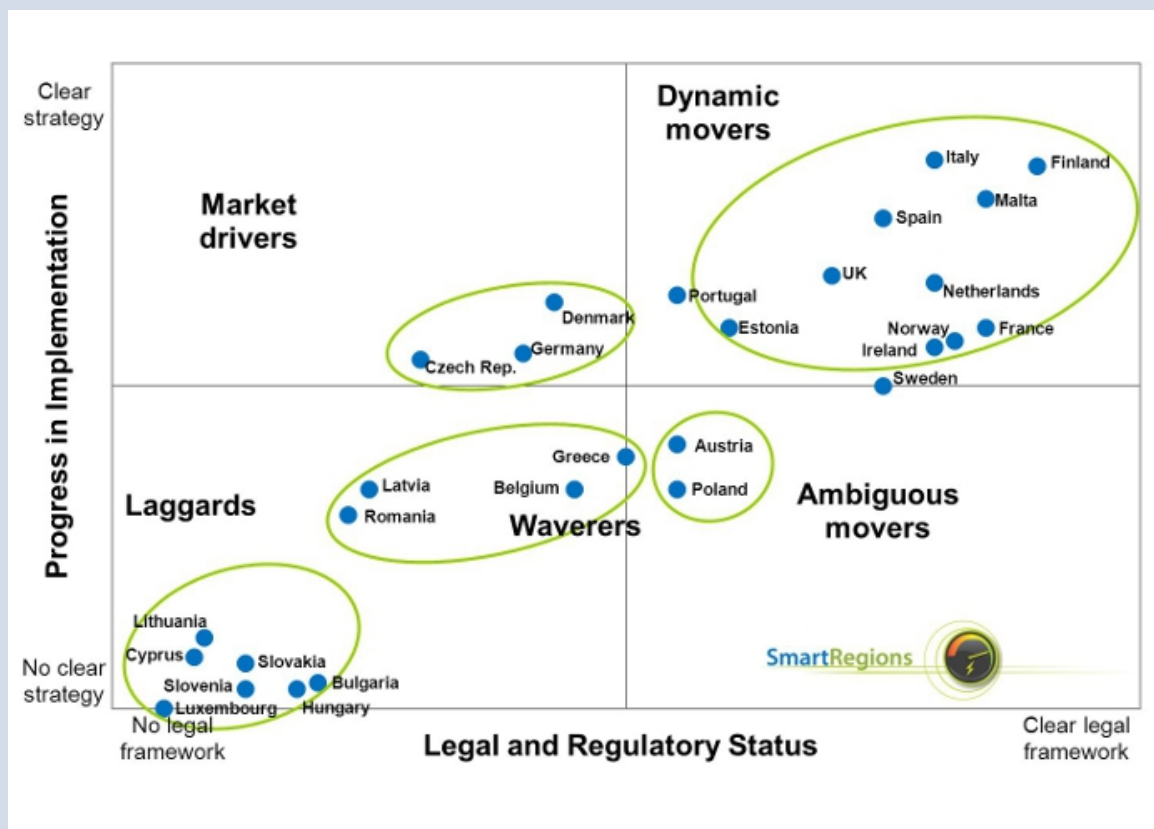 Clear
strategy
Dynamic
movers
Italy
Finland
Malta
Market
drivers
Spain
UK
Netherlands
Portugal
Denmark
Estonia
Norway
France
Ireland
Germany
Czech Rep.
Sweden
Progress in Implementation
Austria
Greece
Latvia
Belgium
Poland
Ambiguous
movers
Laggards
Romania
Waverers
Lithuania
Cyprus
Slovakia
SmartRegions
No clear
strategy
Slovenia
Bulgaria
Luxembourg
Hungary
No legal
framework
Legal and Regulatory Status
Clear legal
framework